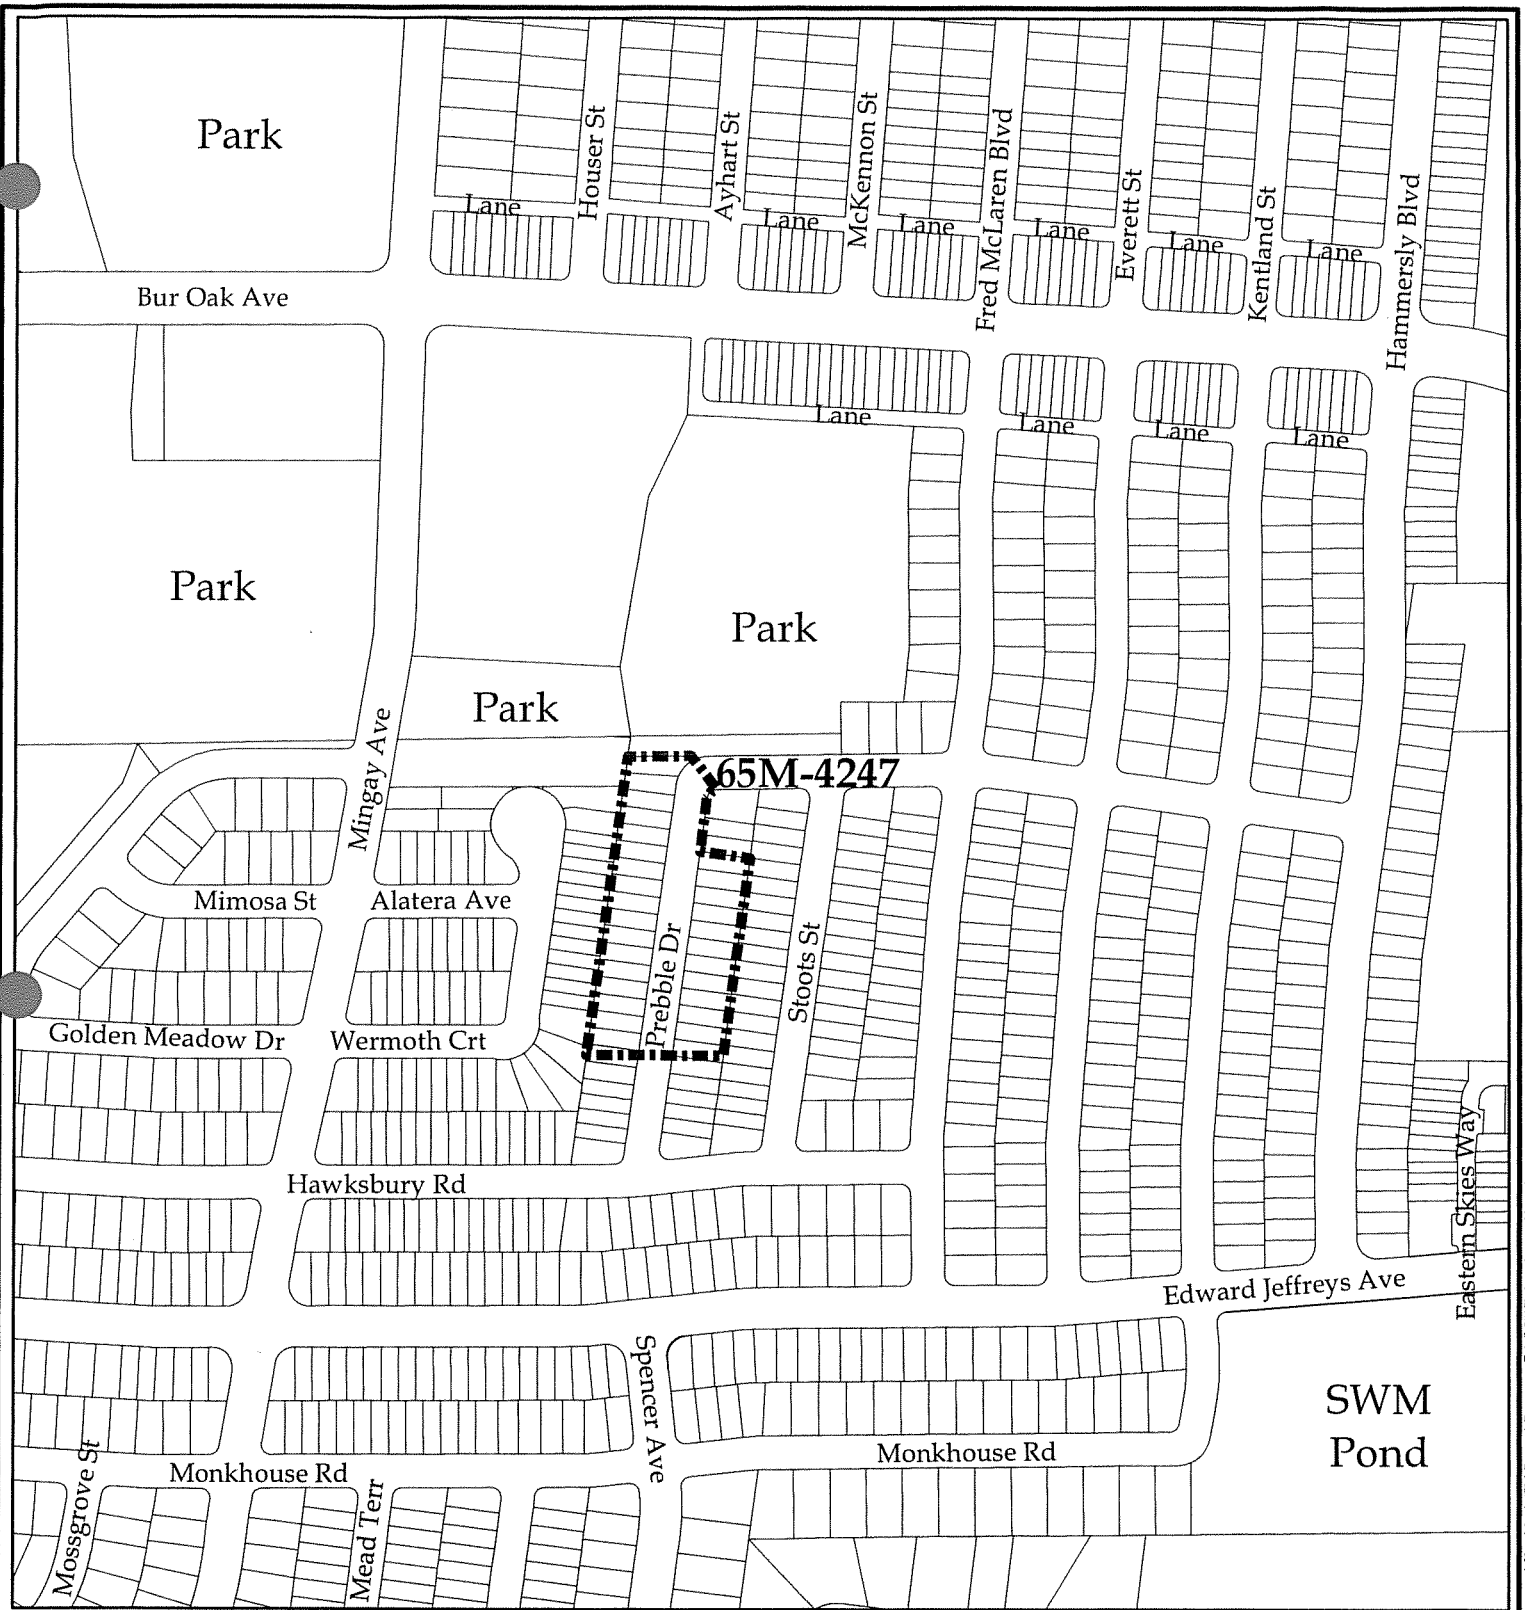 Park
Houser St
Ayhart St
McKennon St
Fred McLaren Blvd
Everett St
Kentland St
Hammersly Blvd
Lane
Lane
Lane
Lane
Lane
Lane
Bur Oak Ave
Lane
Lane
Lane
Lane
Park
Park
Park
Mingay Ave
65M-4247
Mimosa St
Alatera Ave
Prebble Dr
Stoots St
Golden Meadow Dr
Wermoth Crt
Hawksbury Rd
Eastern Skies Way
Edward Jeffreys Ave
Spencer Ave
SWM
Pond
Monkhouse Rd
Monkhouse Rd
Mossgrove St
Mead Terr